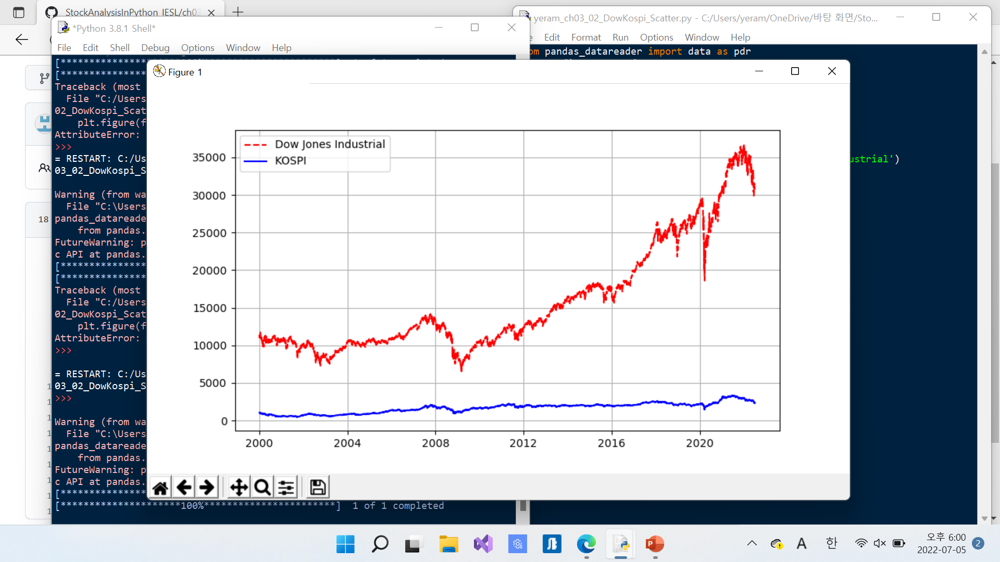 StockAnalysisInPython_IESL/ch03
*Python 3.8.1 Shell*
File Edit Shell Debug Options Window Help
yeram_ch03_02_DowKospi_Scatter.py - C:/Users/yeram/OneDrive/바탕 화면/Sto...
Edit Format Run Options Window Help
pandas_datareader import data as pdr
ustrial')
[****************
[****************
Traceback (most
File "C:/Users
02_DowKospi_Scat
plt.figure(f
AttributeError:
>>>
= RESTART: C:/Us
03_02_DowKospi_S
Warning (from wa
File "C:\Users
pandas_datareade
from pandas.
FutureWarning: p
c API at pandas.
[****************
[****************
Traceback (most
File "C:/Users
02_DowKospi_Scat
plt.figure(f
AttributeError:
>>>
= RESTART: C:/Us
03_02_DowKospi_S
>>>
Warning (from wa
File "C:\Users
pandas_datareade
from pandas.
FutureWarning: p
c API at pandas.
[****************
[*********************100%***********************]  1 of 1 completed
18
Figure 1
Dow Jones Industrial
KOSPI
35000
30000
25000
20000
15000
10000
5000
0
2000 2004 2008 2012 2016 2020
A 한
오후 6:00
2022-07-05
2